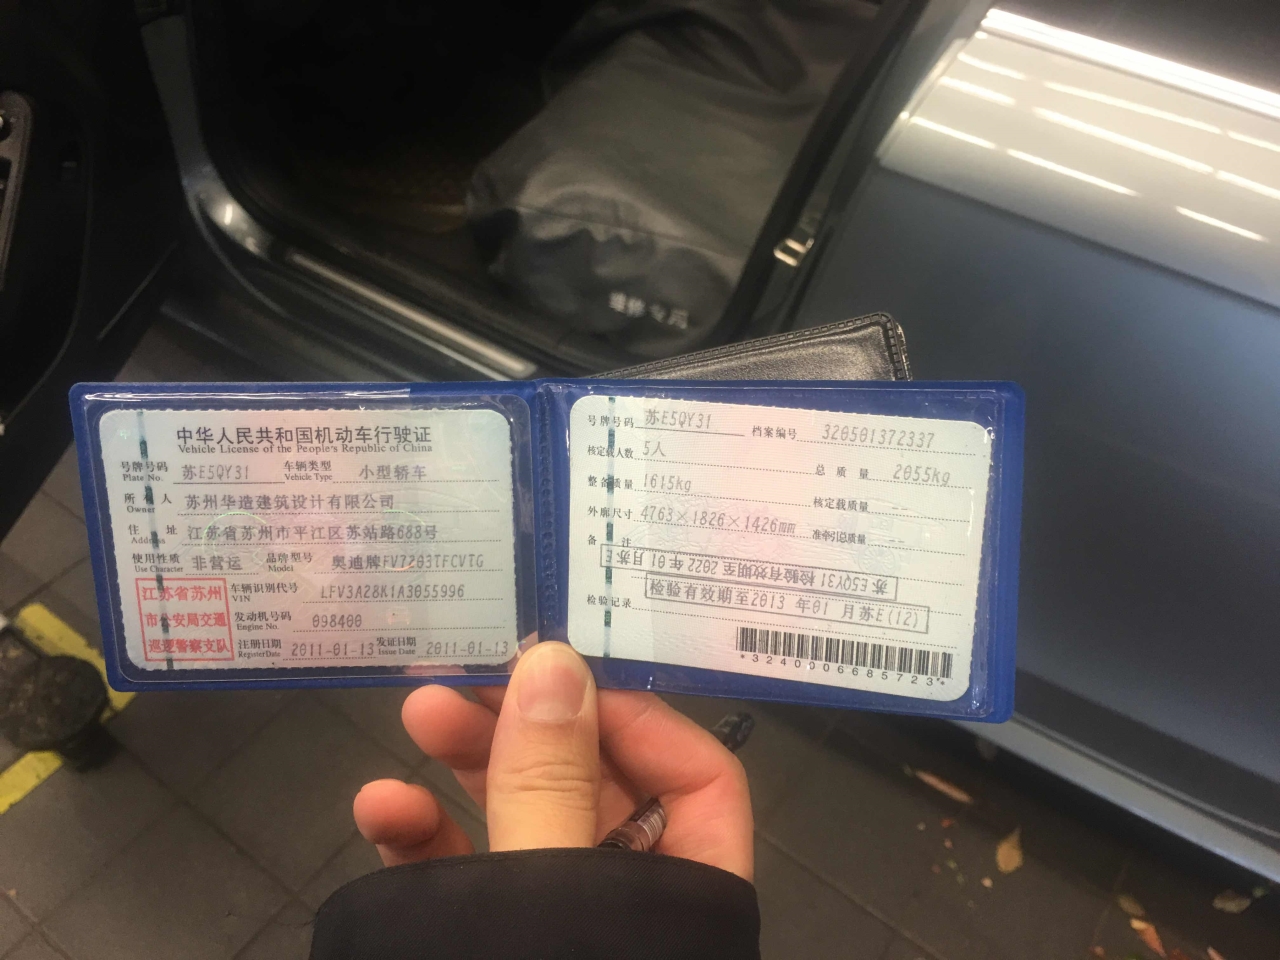 中华人民共和国机动车行驶证
Vehicle License of the People's Republic of China
号牌号码 苏E5QY31 车辆类型 小型轿车
Plate No. Vehicle Type
所有人 苏州华造建筑设计有限公司
Owner
住址 江苏省苏州市平江区苏站路688号
Address
使用性质 非营运 品牌型号 奥迪牌FV7203TFCVTG
Use Character Model
江苏省苏州
市公安局交通
巡逻警察支队
车辆识别代号 LFV3A28K1A3055996
VIN
发动机号码 098400
Engine No.
注册日期 2011-01-13 发证日期 2011-01-13
Register Date Issue Date
号牌号码 苏E5QY31 档案编号 320501372337
核定载人数 5人 总质量 2055Kg
整备质量 1615Kg 核定载质量 --
外廓尺寸 4763×1826×1426mm 准牵引总质量 --
备注
苏E5QY31 检验有效期至2022年01月苏E
检验有效期至2013年01月苏E(12)
检验记录
*3240006685723*